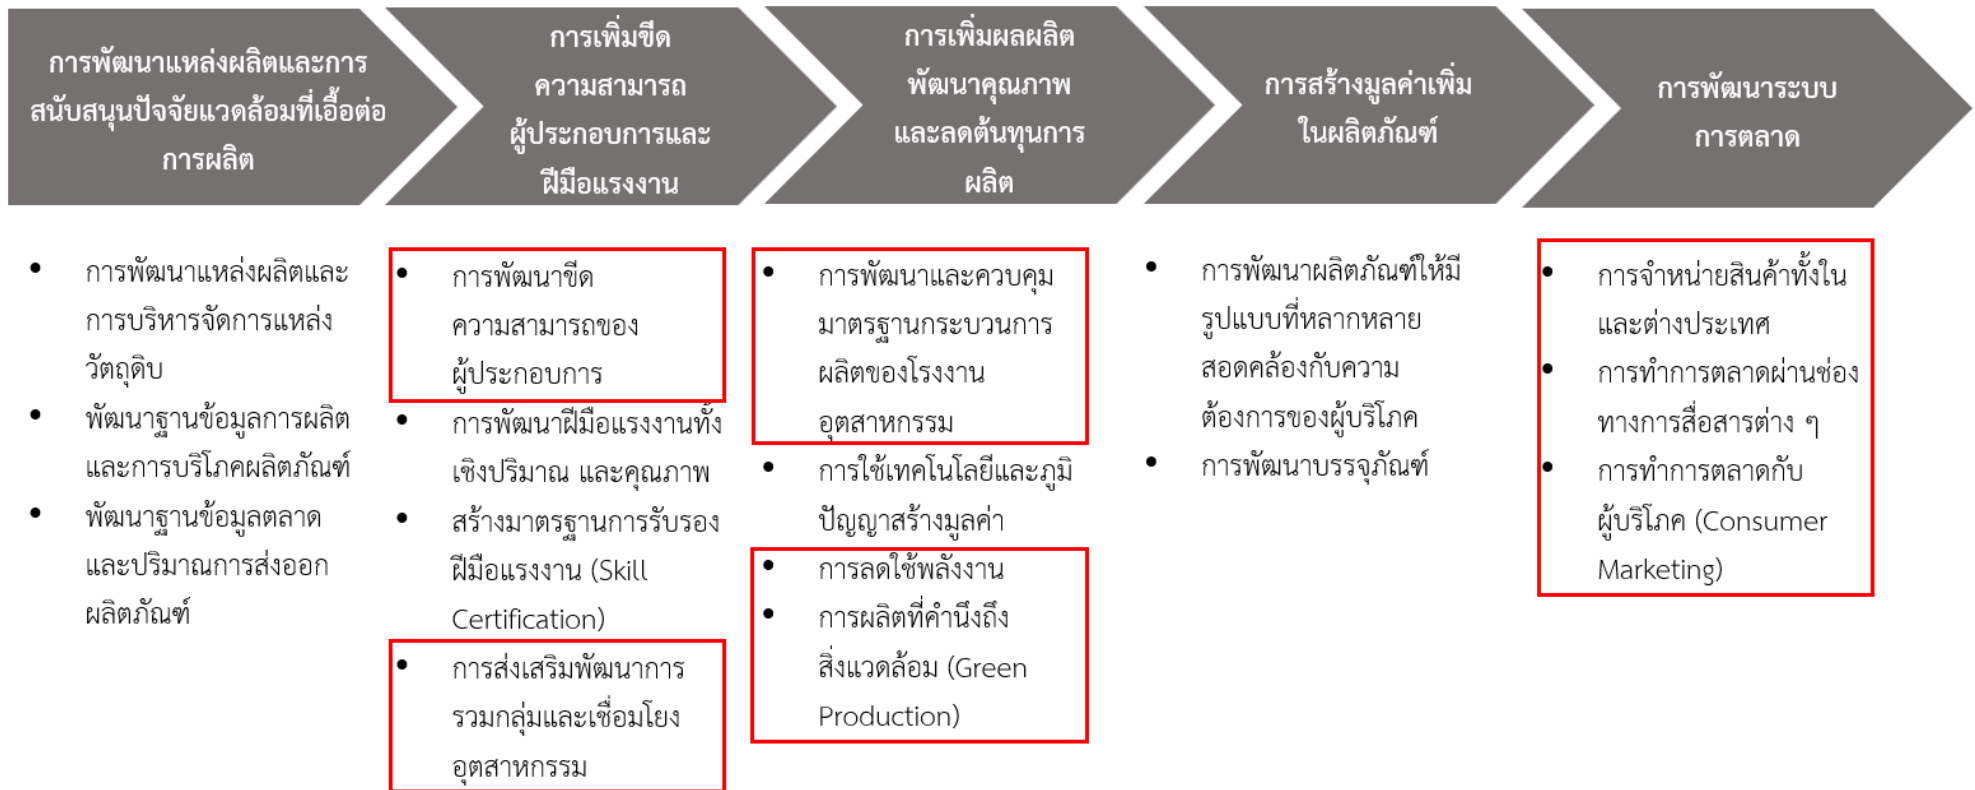 การพัฒนาแหล่งผลิตและการ
สนับสนุนปัจจัยแวดล้อมที่เอื้อต่อ
การผลิต
การเพิ่มขีด
ความสามารถ
ผู้ประกอบการและ
ฝีมือแรงงาน
การเพิ่มผลผลิต
พัฒนาคุณภาพ
และลดต้นทุนการ
ผลิต
การสร้างมูลค่าเพิ่ม
ในผลิตภัณฑ์
การพัฒนาระบบ
การตลาด
• การพัฒนาแหล่งผลิตและ
การบริหารจัดการแหล่ง
วัตถุดิบ
• พัฒนาฐานข้อมูลการผลิต
และการบริโภคผลิตภัณฑ์
• พัฒนาฐานข้อมูลตลาด
และปริมาณการส่งออก
ผลิตภัณฑ์
• การพัฒนาขีด
ความสามารถของ
ผู้ประกอบการ
• การพัฒนาฝีมือแรงงานทั้ง
เชิงปริมาณ และคุณภาพ
• สร้างมาตรฐานการรับรอง
ฝีมือแรงงาน (Skill
Certification)
• การส่งเสริมพัฒนาการ
รวมกลุ่มและเชื่อมโยง
อุตสาหกรรม
• การพัฒนาและควบคุม
มาตรฐานกระบวนการ
ผลิตของโรงงาน
อุตสาหกรรม
• การใช้เทคโนโลยีและภูมิ
ปัญญาสร้างมูลค่า
• การลดใช้พลังงาน
• การผลิตที่คำนึงถึง
สิ่งแวดล้อม (Green
Production)
• การพัฒนาผลิตภัณฑ์ให้มี
รูปแบบที่หลากหลาย
สอดคล้องกับความ
ต้องการของผู้บริโภค
• การพัฒนาบรรจุภัณฑ์
• การจำหน่ายสินค้าทั้งใน
และต่างประเทศ
• การทำการตลาดผ่านช่อง
ทางการสื่อสารต่าง ๆ
• การทำการตลาดกับ
ผู้บริโภค (Consumer
Marketing)